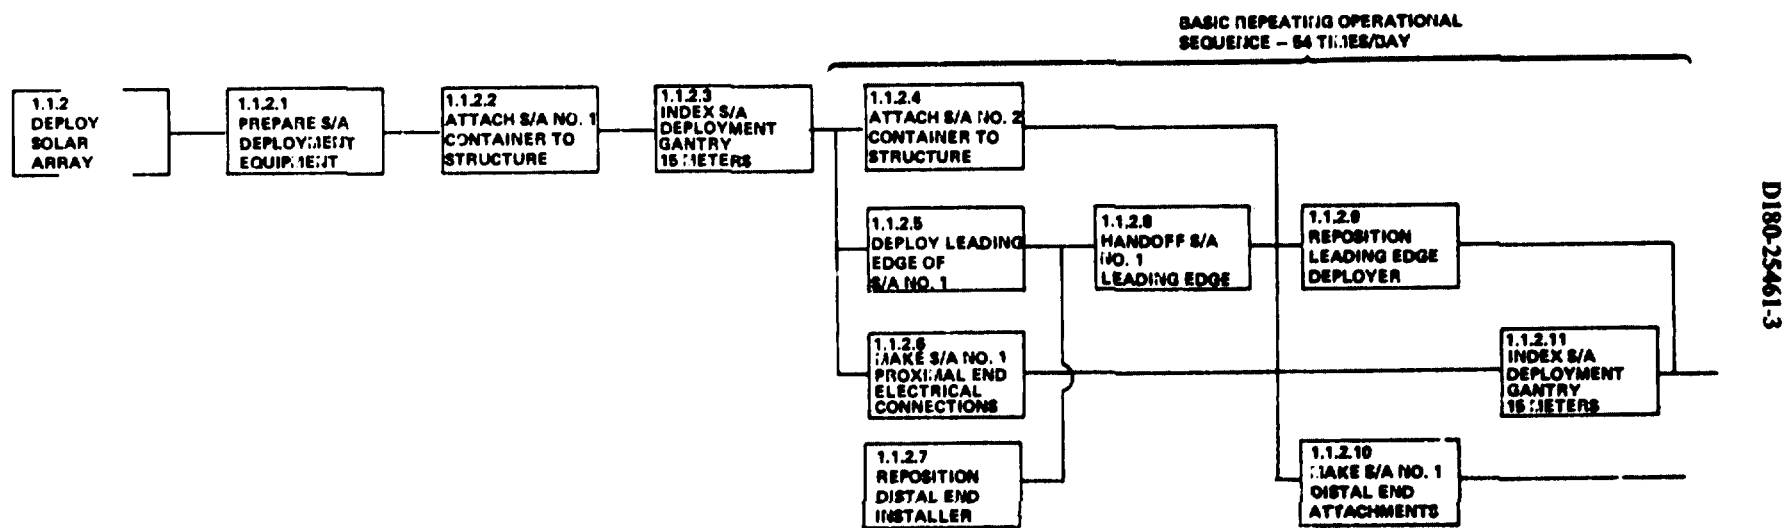 BASIC REPEATING OPERATIONAL
SEQUENCE – 54 TIMES/DAY
1.1.2
DEPLOY
SOLAR
ARRAY
1.1.2.1
PREPARE S/A
DEPLOYMENT
EQUIPMENT
1.1.2.2
ATTACH S/A NO. 1
CONTAINER TO
STRUCTURE
1.1.2.3
INDEX S/A
DEPLOYMENT
GANTRY
15 METERS
1.1.2.4
ATTACH S/A NO. 2
CONTAINER TO
STRUCTURE
1.1.2.5
DEPLOY LEADING
EDGE OF
S/A NO. 1
1.1.2.8
HANDOFF S/A
NO. 1
LEADING EDGE
1.1.2.9
REPOSITION
LEADING EDGE
DEPLOYER
1.1.2.6
MAKE S/A NO. 1
PROXIMAL END
ELECTRICAL
CONNECTIONS
1.1.2.11
INDEX S/A
DEPLOYMENT
GANTRY
15 METERS
1.1.2.7
REPOSITION
DISTAL END
INSTALLER
1.1.2.10
MAKE S/A NO. 1
DISTAL END
ATTACHMENTS
D180-25461-3